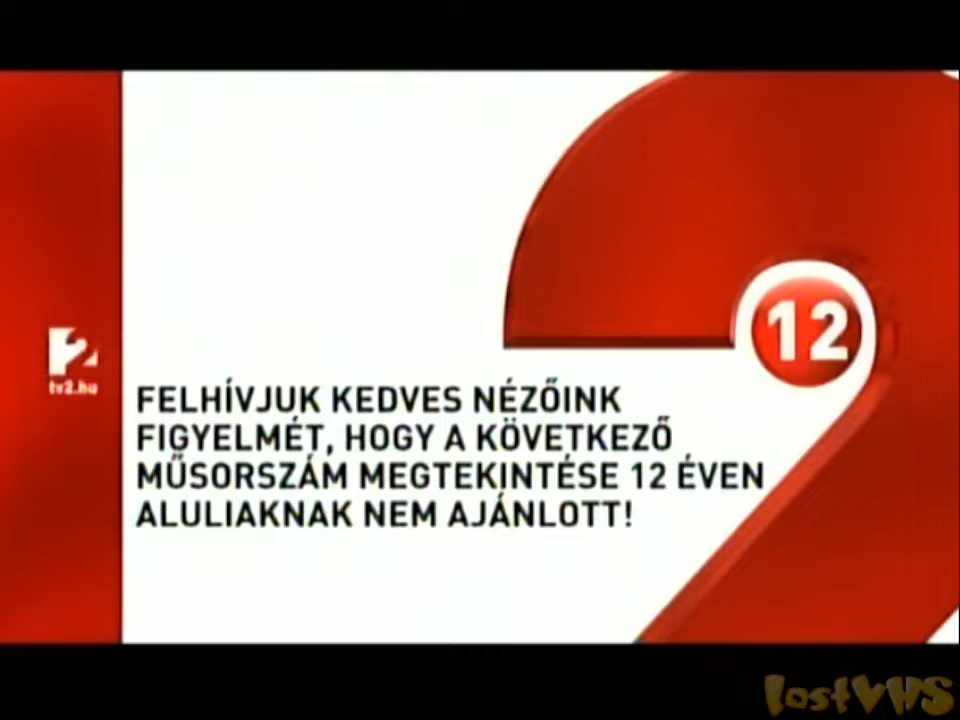 12
tv2.hu
FELHÍVJUK KEDVES NÉZŐINK
FIGYELMÉT, HOGY A KÖVETKEZŐ
MŰSORSZÁM MEGTEKINTÉSE 12 ÉVEN
ALULIAKNAK NEM AJÁNLOTT!
lostVHS